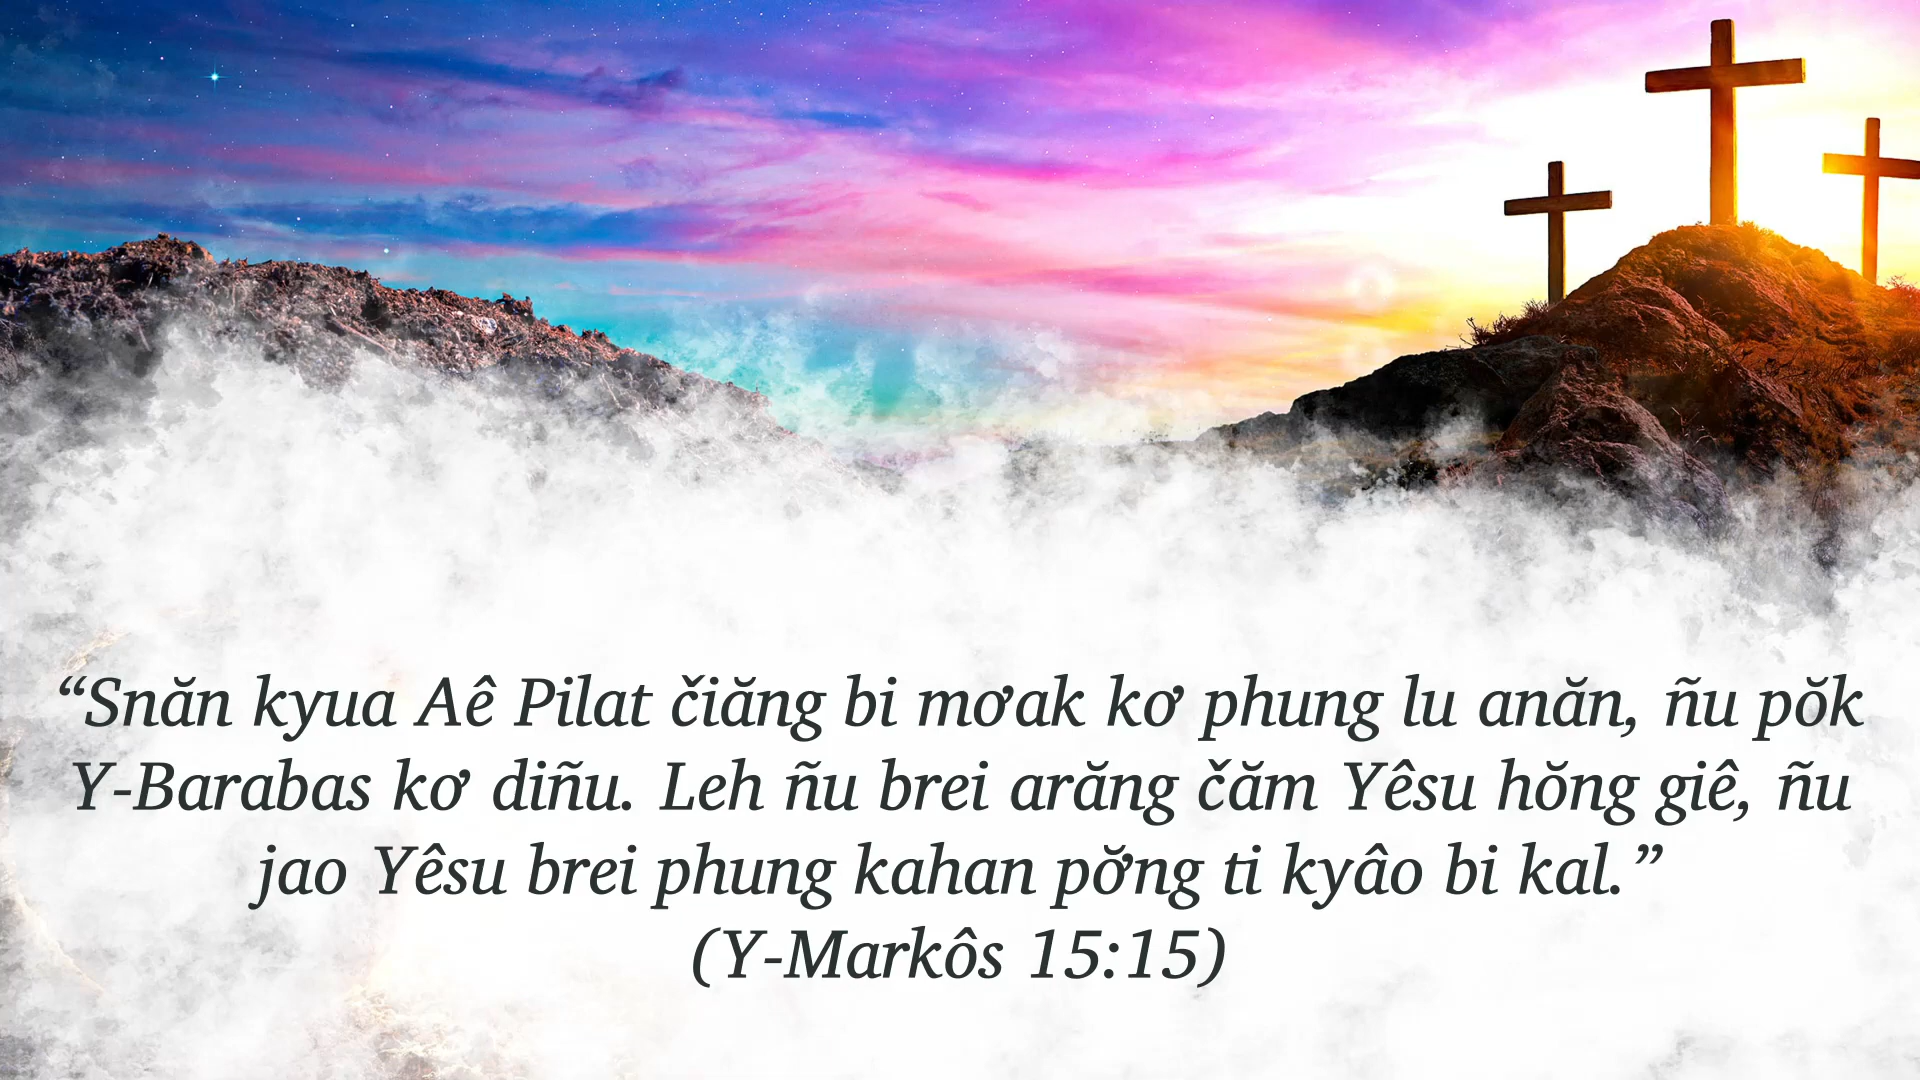 “Snăn kyua Aê Pilat čiăng bi mơak kơ phung lu anăn, ñu pŏk
Y-Barabas kơ diñu. Leh ñu brei arăng čăm Yêsu hŏng giê, ñu
jao Yêsu brei phung kahan pơ̆ng ti kyâo bi kal.”
(Y-Markôs 15:15)